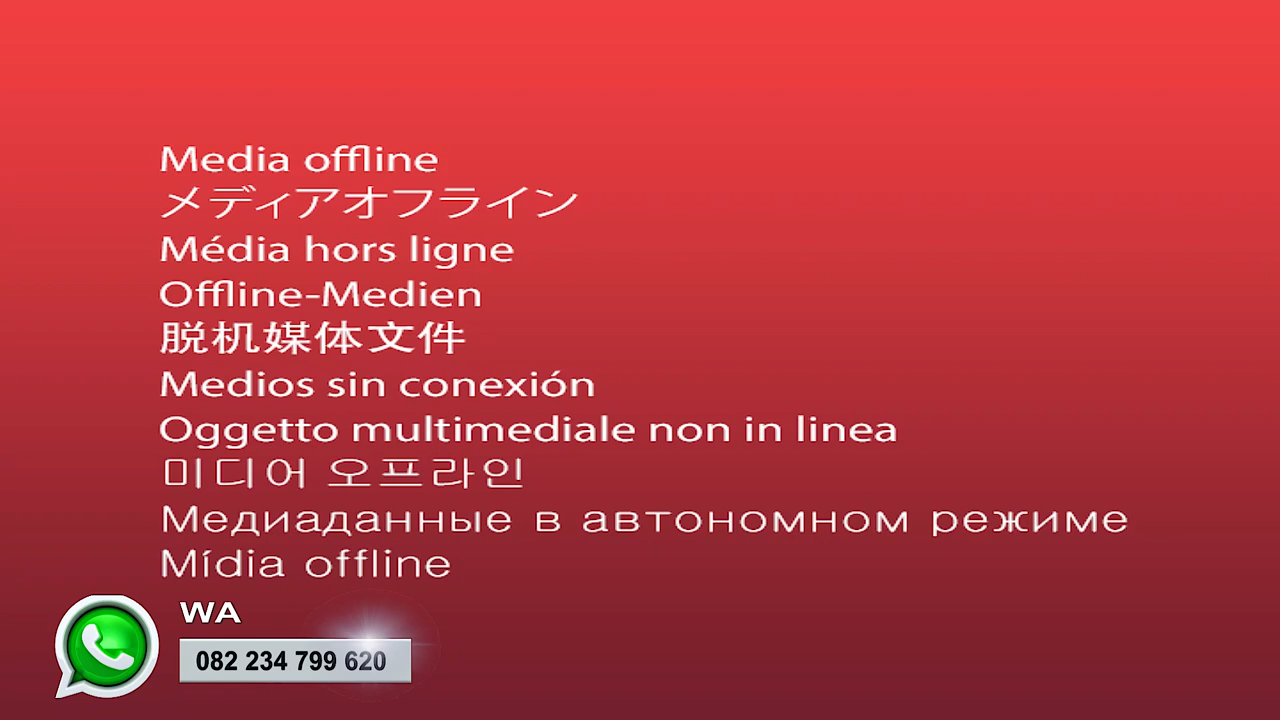 Media offline
メディアオフライン
Média hors ligne
Offline-Medien
脱机媒体文件
Medios sin conexión
Oggetto multimediale non in linea
미디어 오프라인
Медиаданные в автономном режиме
Mídia offline
WA
082 234 799 620